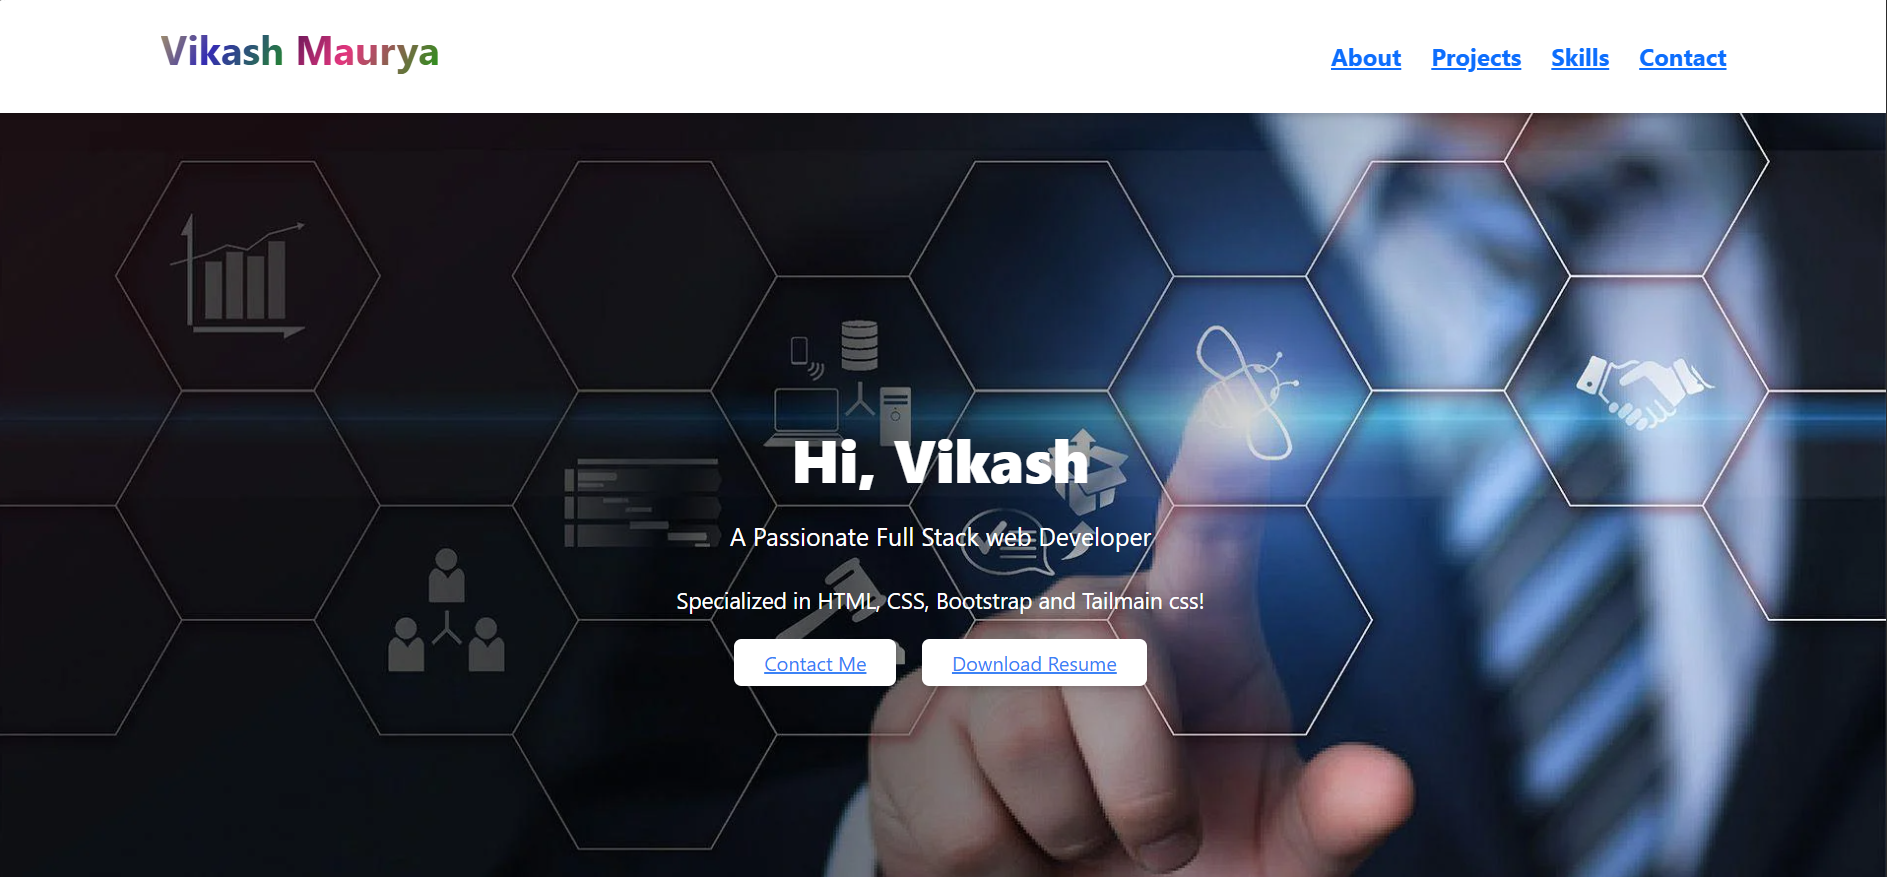 Vikash Maurya
About Projects Skills Contact
Hi, Vikash
A Passionate Full Stack web Developer
Specialized in HTML, CSS, Bootstrap and Tailmain css!
Contact Me Download Resume